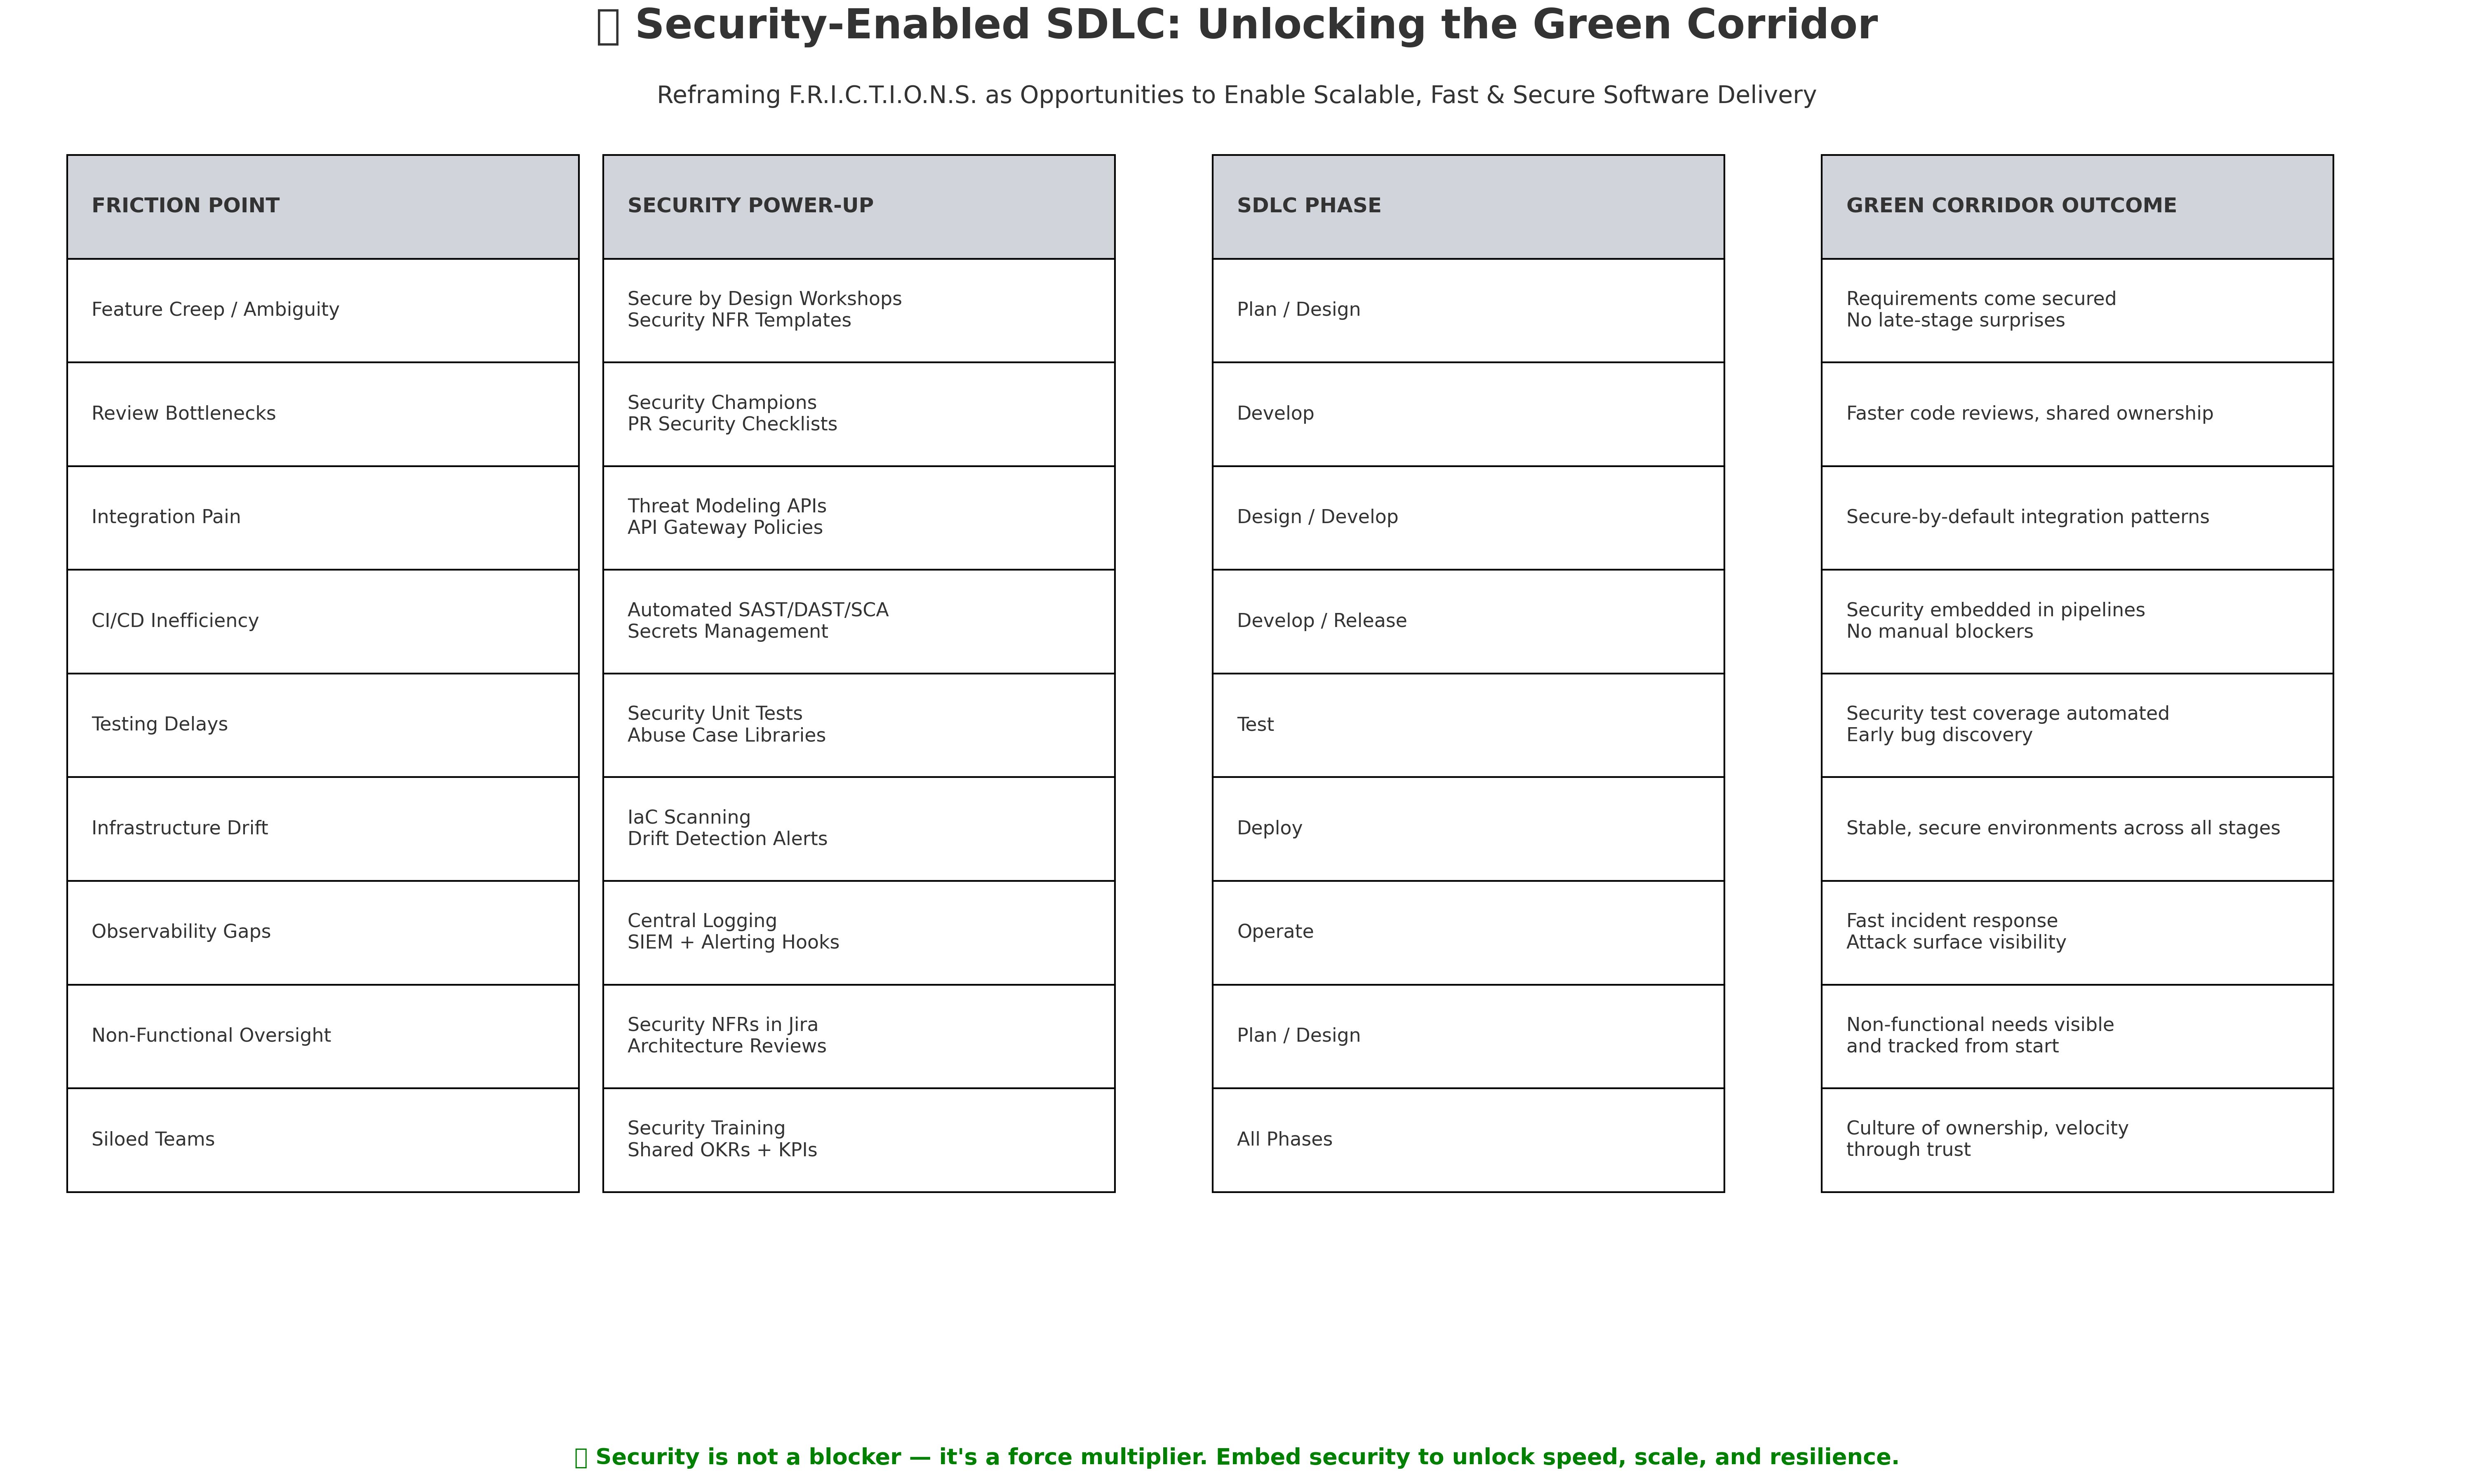 Security-Enabled SDLC: Unlocking the Green Corridor
Reframing F.R.I.C.T.I.O.N.S. as Opportunities to Enable Scalable, Fast & Secure Software Delivery
FRICTION POINT
SECURITY POWER-UP
SDLC PHASE
GREEN CORRIDOR OUTCOME
Feature Creep / Ambiguity
Secure by Design Workshops
Security NFR Templates
Plan / Design
Requirements come secured
No late-stage surprises
Review Bottlenecks
Security Champions
PR Security Checklists
Develop
Faster code reviews, shared ownership
Integration Pain
Threat Modeling APIs
API Gateway Policies
Design / Develop
Secure-by-default integration patterns
CI/CD Inefficiency
Automated SAST/DAST/SCA
Secrets Management
Develop / Release
Security embedded in pipelines
No manual blockers
Testing Delays
Security Unit Tests
Abuse Case Libraries
Test
Security test coverage automated
Early bug discovery
Infrastructure Drift
IaC Scanning
Drift Detection Alerts
Deploy
Stable, secure environments across all stages
Observability Gaps
Central Logging
SIEM + Alerting Hooks
Operate
Fast incident response
Attack surface visibility
Non-Functional Oversight
Security NFRs in Jira
Architecture Reviews
Plan / Design
Non-functional needs visible
and tracked from start
Siloed Teams
Security Training
Shared OKRs + KPIs
All Phases
Culture of ownership, velocity
through trust
Security is not a blocker — it's a force multiplier. Embed security to unlock speed, scale, and resilience.